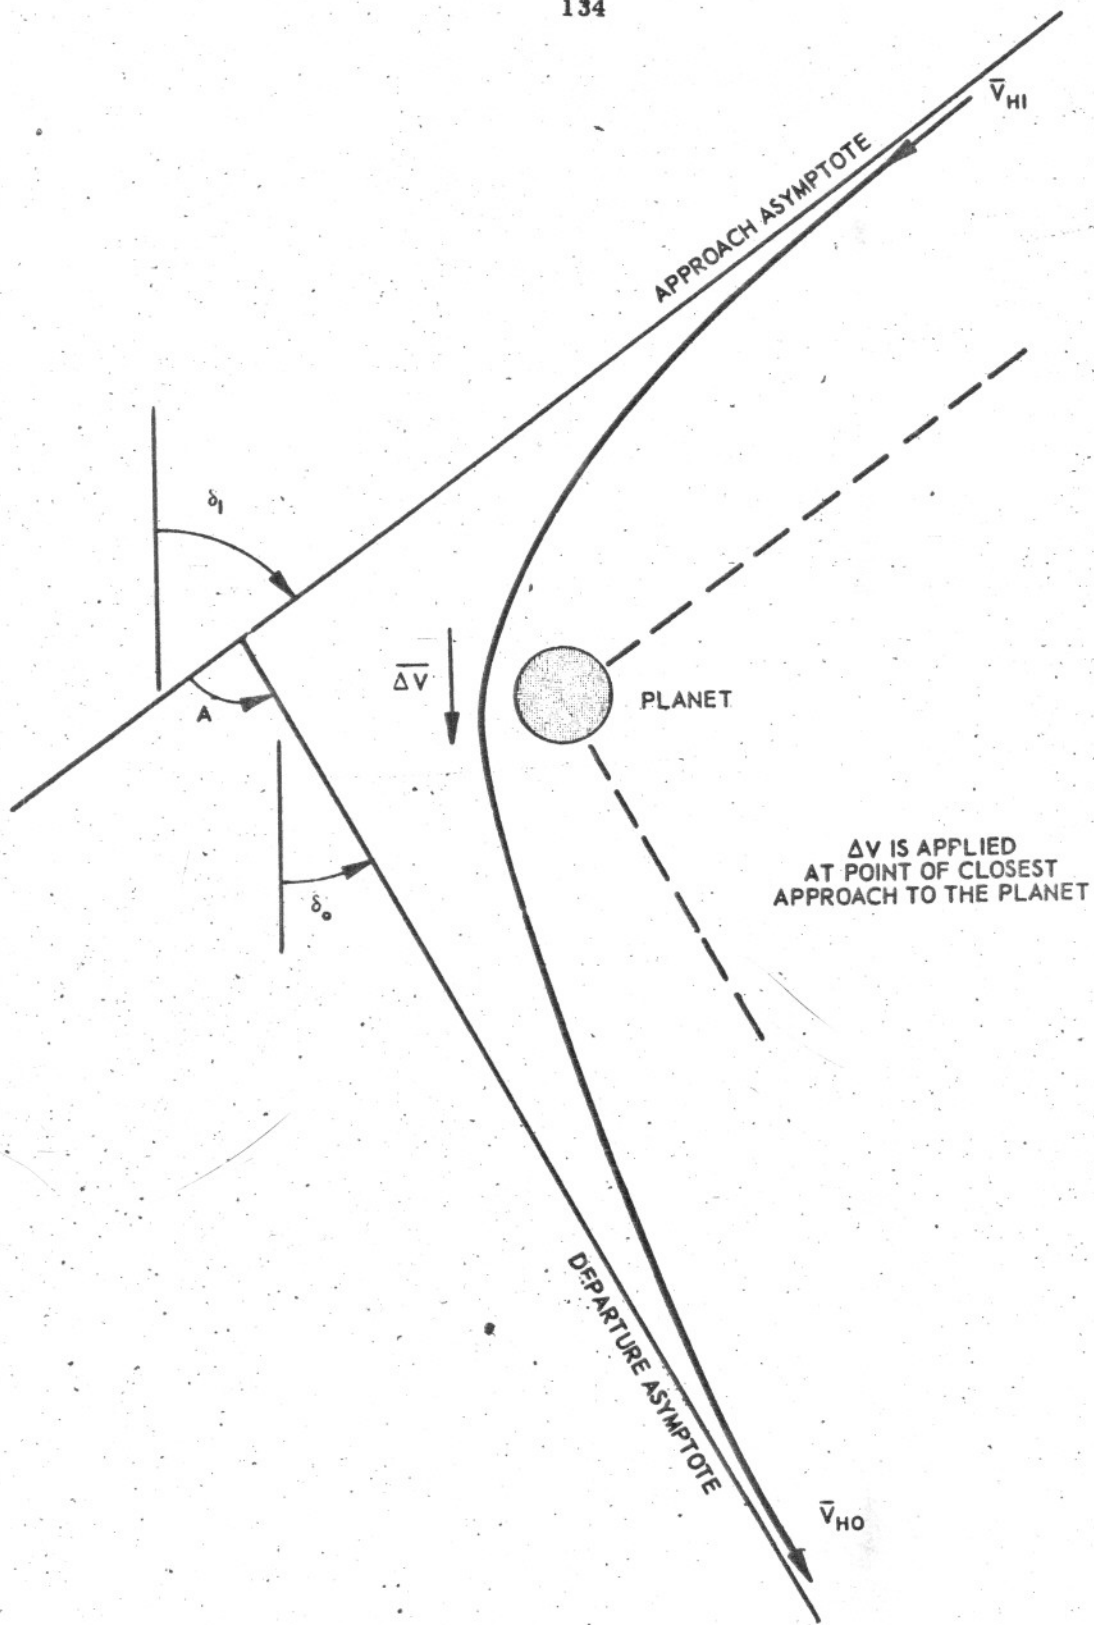 134
V̅HI
APPROACH ASYMPTOTE
δI
ΔV̅
PLANET
A
ΔV IS APPLIED
AT POINT OF CLOSEST
APPROACH TO THE PLANET
δo
DEPARTURE ASYMPTOTE
V̅HO